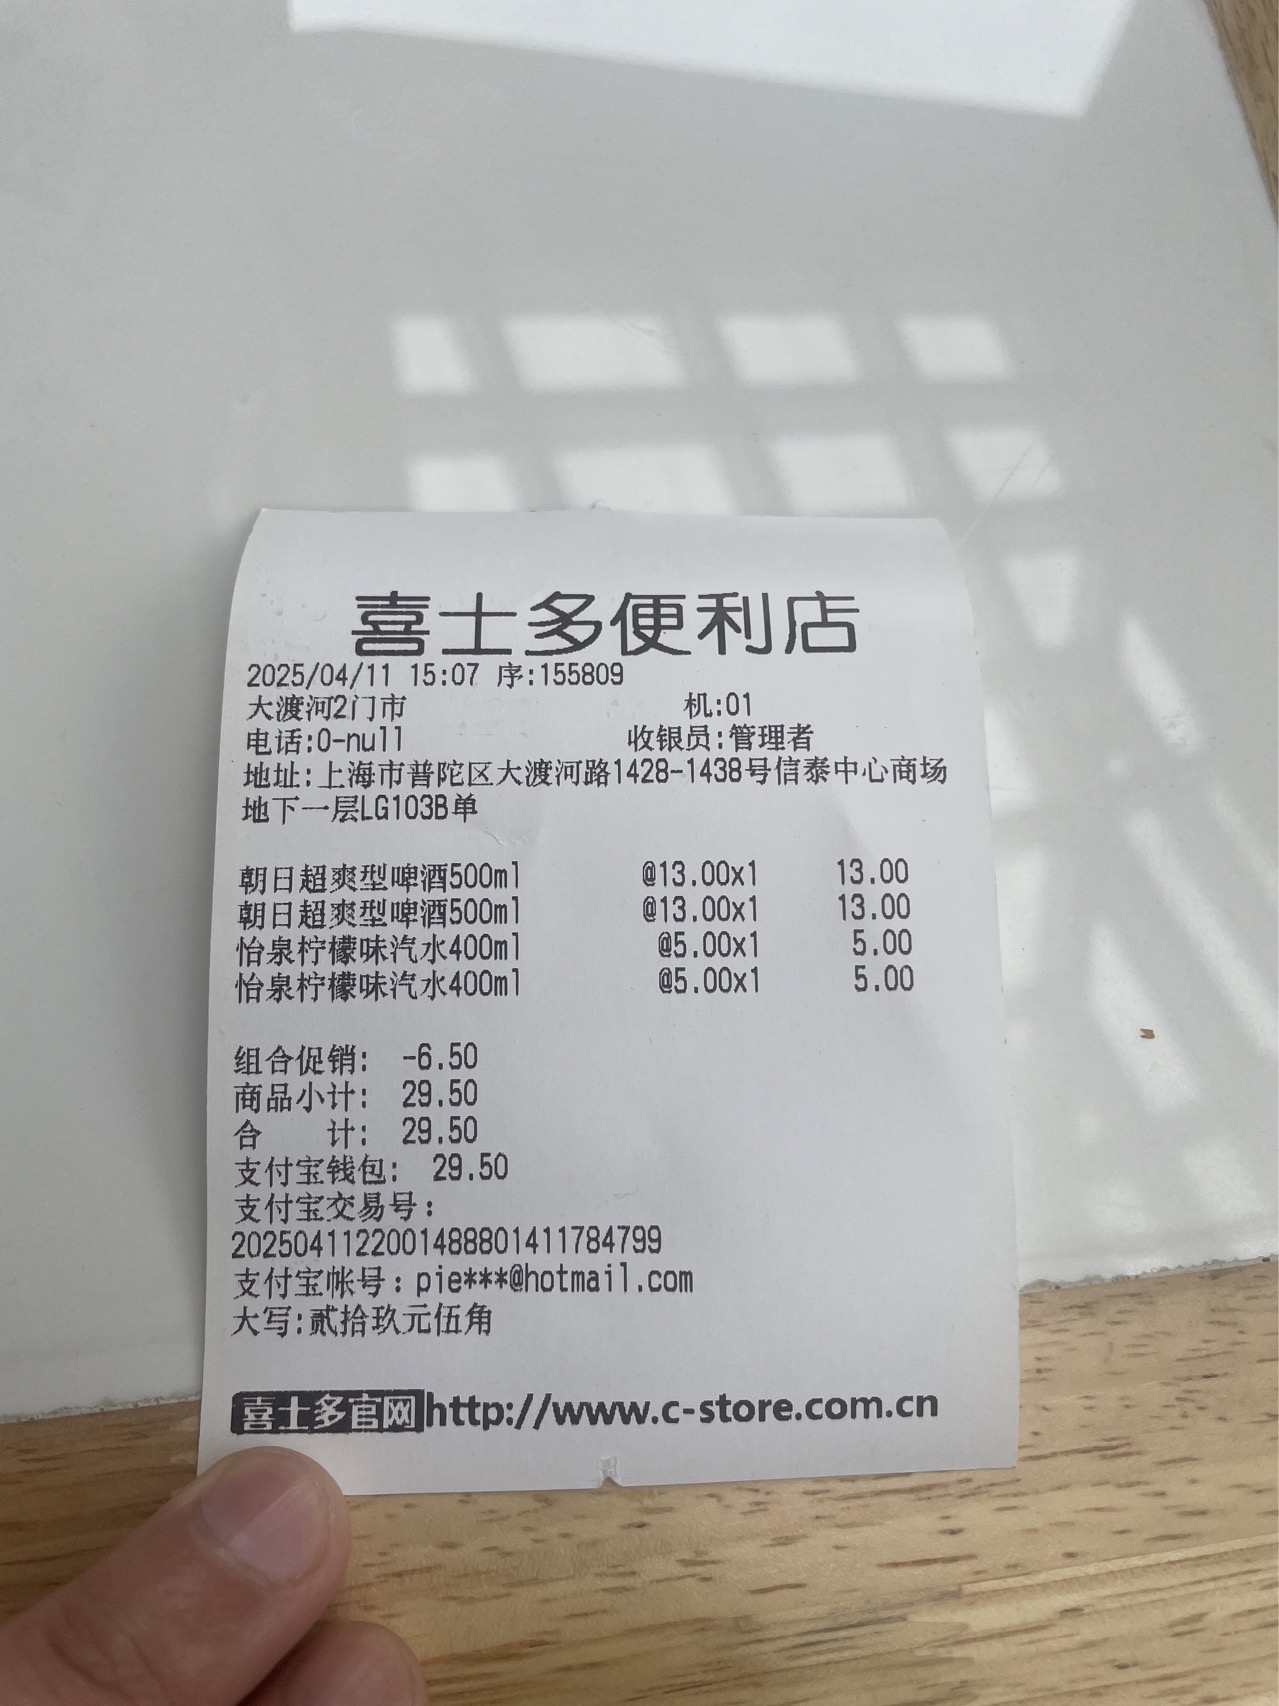 喜士多便利店
2025/04/11 15:07 序:155809
大渡河2门市 机:01
电话:0-null 收银员:管理者
地址:上海市普陀区大渡河路1428-1438号信泰中心商场
地下一层LG103B单
朝日超爽型啤酒500ml @13.00x1 13.00
朝日超爽型啤酒500ml @13.00x1 13.00
怡泉柠檬味汽水400ml @5.00x1 5.00
怡泉柠檬味汽水400ml @5.00x1 5.00
组合促销: -6.50
商品小计: 29.50
合 计: 29.50
支付宝钱包: 29.50
支付宝交易号:
2025041122001488801411784799
支付宝帐号:pie***@hotmail.com
大写:贰拾玖元伍角
喜士多官网http://www.c-store.com.cn